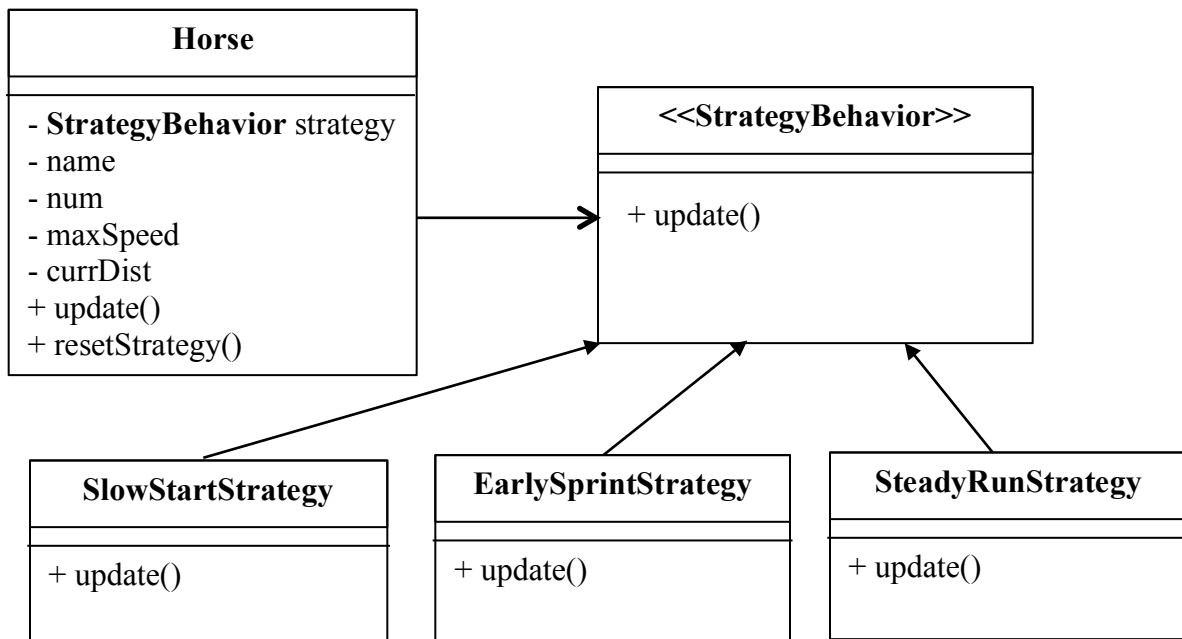 Horse
- StrategyBehavior strategy
- name
- num
- maxSpeed
- currDist
+ update()
+ resetStrategy()
<<StrategyBehavior>>
+ update()
SlowStartStrategy
+ update()
EarlySprintStrategy
+ update()
SteadyRunStrategy
+ update()